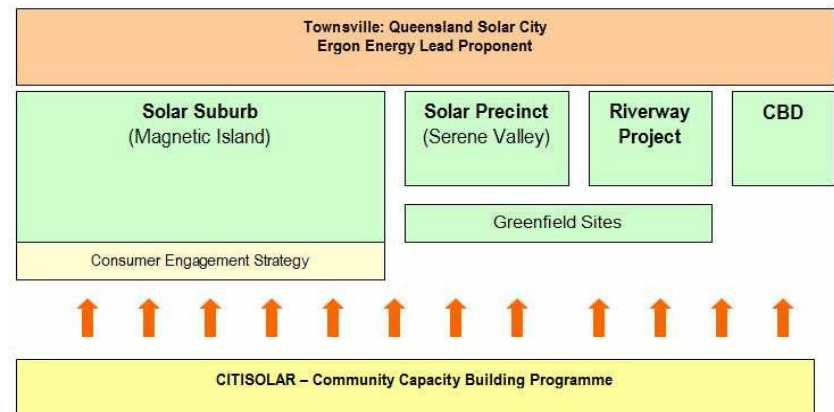 Townsville: Queensland Solar City
Ergon Energy Lead Proponent
Solar Suburb
(Magnetic Island)
Solar Precinct
(Serene Valley)
Riverway
Project
CBD
Greenfield Sites
Consumer Engagement Strategy
CITISOLAR – Community Capacity Building Programme